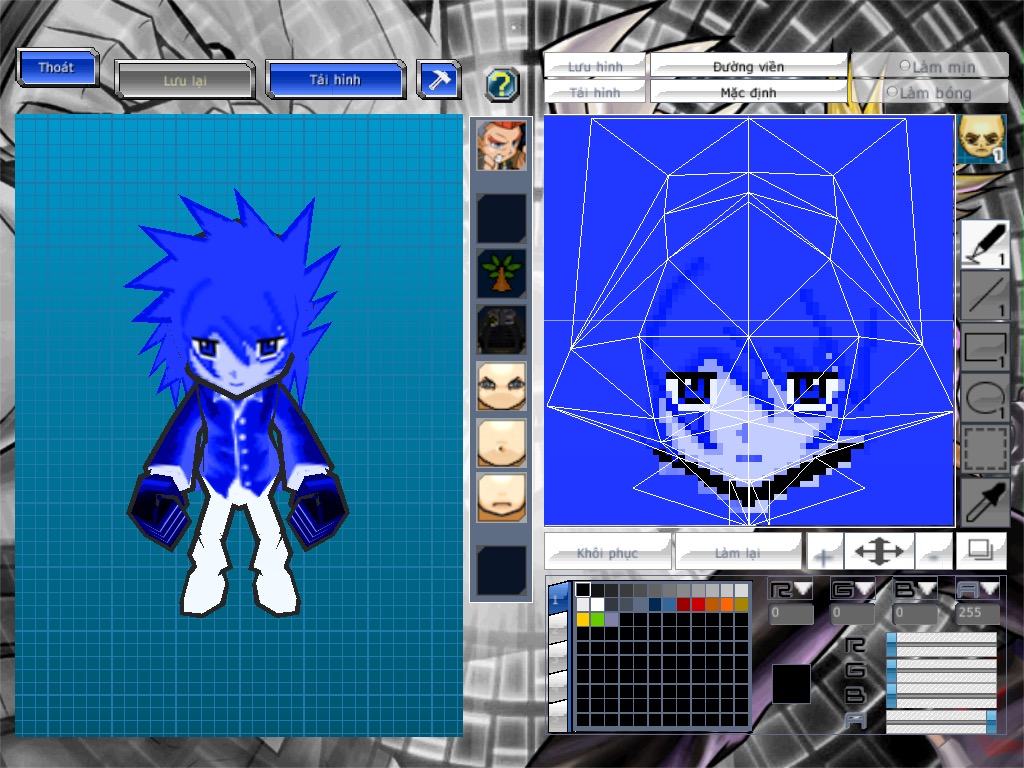 Thoát
Lưu lại
Tải hình
?
Lưu hình
Đường viền
Làm mịn
Tải hình
Mặc định
Làm bóng
1
1
1
1
1
Khôi phục
Làm lại
+
-
1
R
G
B
A
0
0
0
255
R
G
B
A